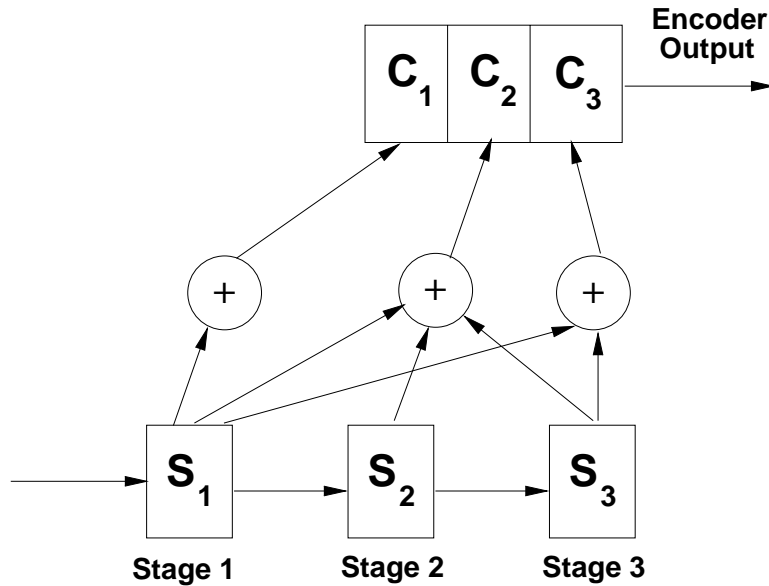 Encoder
Output
C1 C2 C3
+ + +
S1 S2 S3
Stage 1 Stage 2 Stage 3